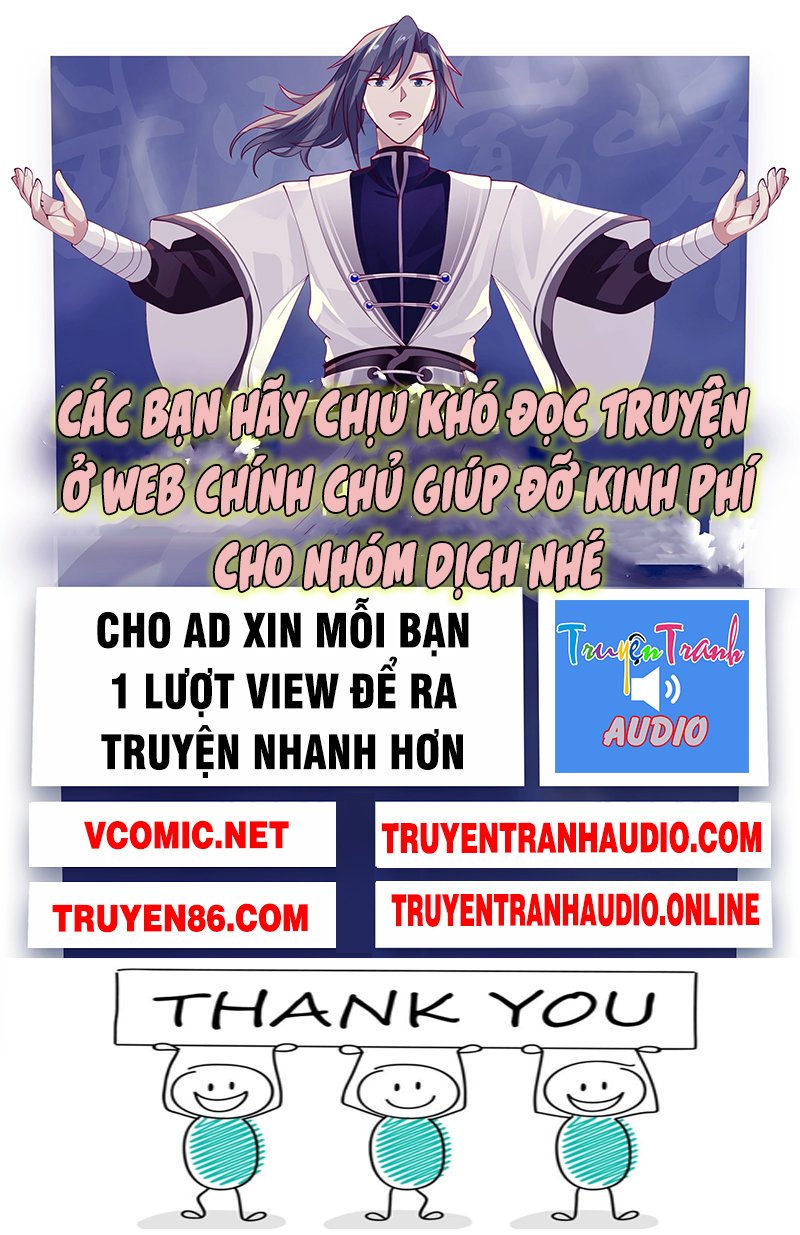 CÁC BẠN HÃY CHỊU KHÓ ĐỌC TRUYỆN
Ở WEB CHÍNH CHỦ GIÚP ĐỠ KINH PHÍ
CHO NHÓM DỊCH NHÉ
CHO AD XIN MỖI BẠN
1 LƯỢT VIEW ĐỂ RA
TRUYỆN NHANH HƠN
TruyệnTranh
AUDIO
VCOMIC.NET
TRUYENTRANHAUDIO.COM
TRUYEN86.COM
TRUYENTRANHAUDIO.ONLINE
THANK YOU